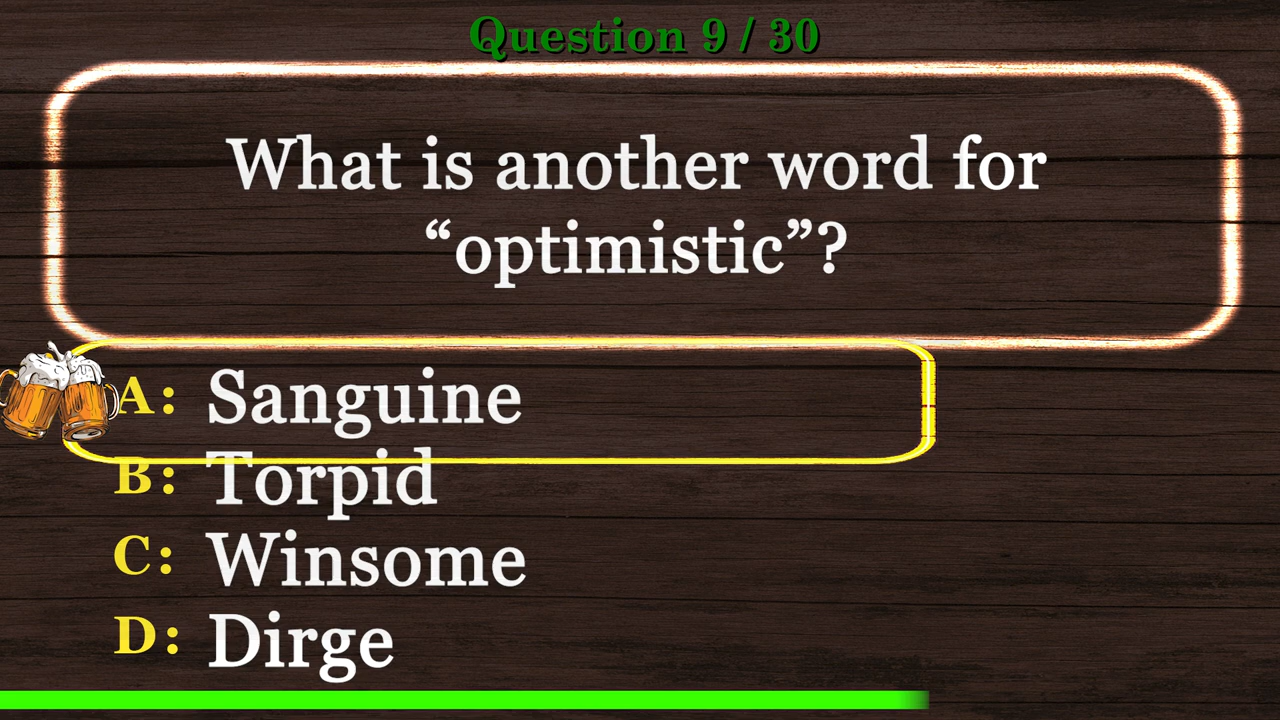 Question 9 / 30
What is another word for
“optimistic”?
A: Sanguine
B: Torpid
C: Winsome
D: Dirge